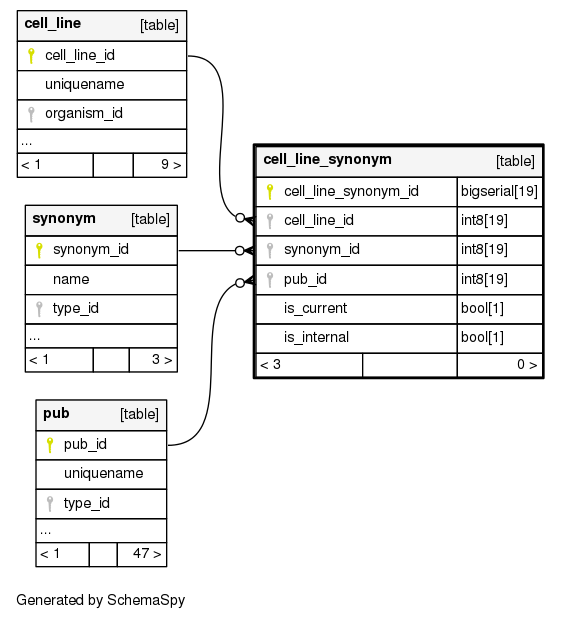 cell_line [table]
cell_line_id
uniquename
organism_id
...
< 1 9 >
synonym [table]
synonym_id
name
type_id
...
< 1 3 >
pub [table]
pub_id
uniquename
type_id
...
< 1 47 >
cell_line_synonym [table]
cell_line_synonym_id bigserial[19]
cell_line_id int8[19]
synonym_id int8[19]
pub_id int8[19]
is_current bool[1]
is_internal bool[1]
< 3 0 >
Generated by SchemaSpy